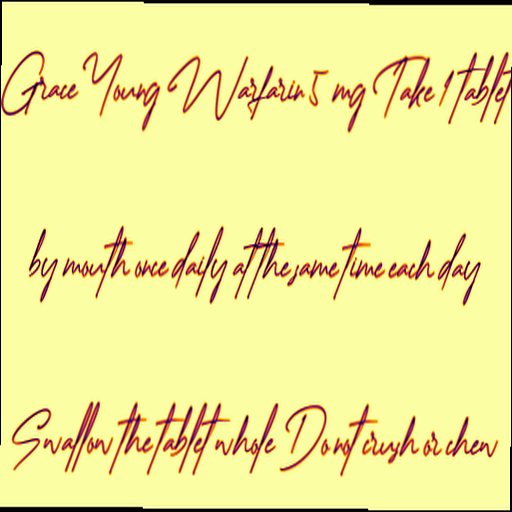 Grace Young Warfarin 5 mg Take 1 tablet
by mouth once daily at the same time each day
Swallow the tablet whole Do not crush or chew